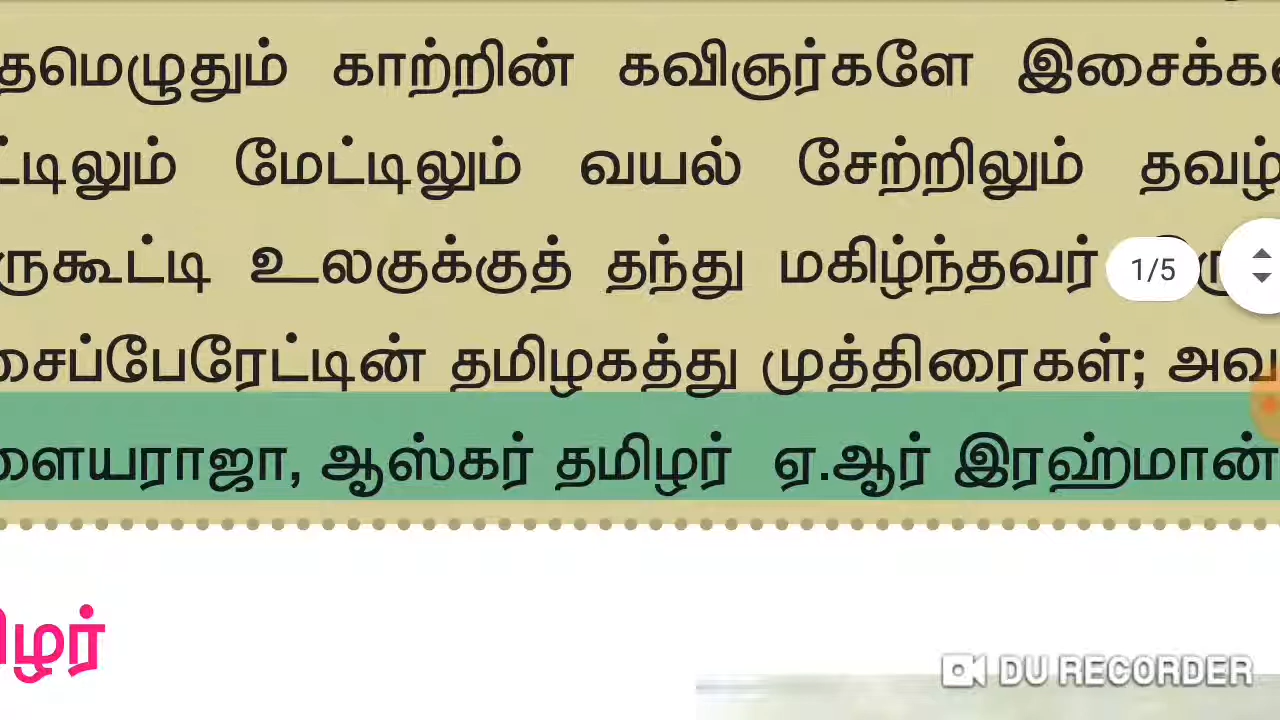 தமெழுதும் காற்றின் கவிஞர்களே இசைக்க
ட்டிலும் மேட்டிலும் வயல் சேற்றிலும் தவழ்
ருகூட்டி உலகுக்குத் தந்து மகிழ்ந்தவர்
1/5
சைப்பேரேட்டின் தமிழகத்து முத்திரைகள்; அவ
ளையராஜா, ஆஸ்கர் தமிழர் ஏ.ஆர் இரஹ்மான்
ழர்
DU RECORDER